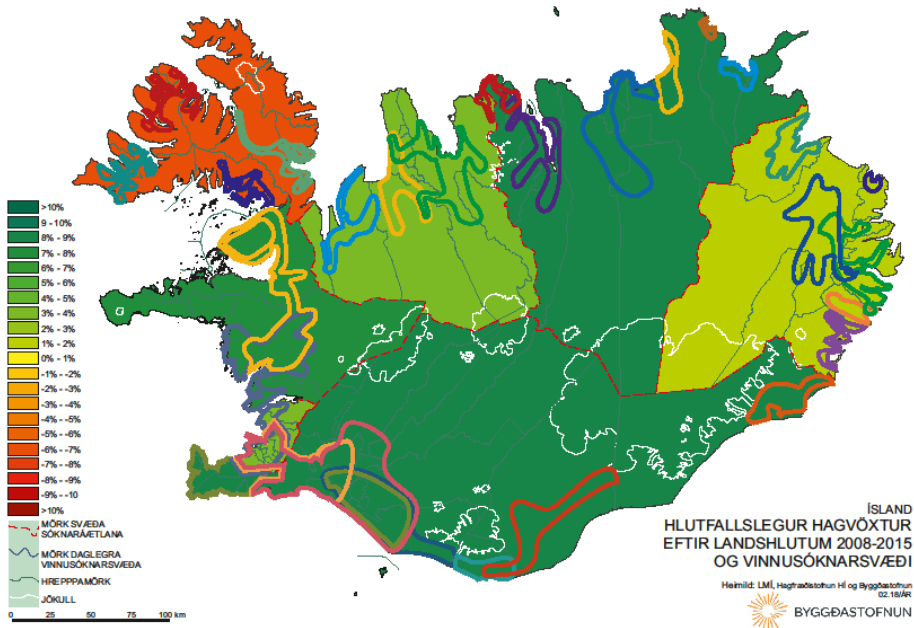 >10%
9 - 10%
8% - 9%
7% - 8%
6% - 7%
5% - 6%
4% - 5%
3% - 4%
2% - 3%
1% - 2%
0% - 1%
-1% - -2%
-2% - -3%
-3% - -4%
-4% - -5%
-5% - -6%
-6% - -7%
-7% - -8%
-8% - -9%
-9% - -10
>10%
MÖRK SVÆÐA
SÓKNARÁÆTLANA
MÖRK DAGLEGRA
VINNUSÓKNARSVÆÐA
HREPPPAMÖRK
JÖKULL
0 25 50 75 100 km
ÍSLAND
HLUTFALLSLEGUR HAGVÖXTUR
EFTIR LANDSHLUTUM 2008-2015
OG VINNUSÓKNARSVÆÐI
Heimild: LMÍ, Hagfræðistofnun HÍ og Byggðastofnun
02.18/ÁR
BYGGÐASTOFNUN